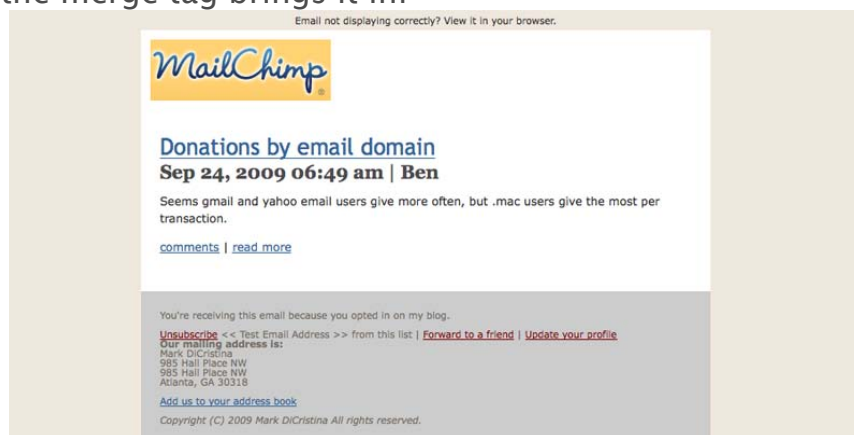 the merge tag brings it in.
Email not displaying correctly? View it in your browser.
MailChimp
®
Donations by email domain
Sep 24, 2009 06:49 am | Ben
Seems gmail and yahoo email users give more often, but .mac users give the most per
transaction.
comments | read more
You're receiving this email because you opted in on my blog.
Unsubscribe << Test Email Address >> from this list | Forward to a friend | Update your profile
Our mailing address is:
Mark DiCristina
985 Hall Place NW
985 Hall Place NW
Atlanta, GA 30318
Add us to your address book
Copyright (C) 2009 Mark DiCristina All rights reserved.